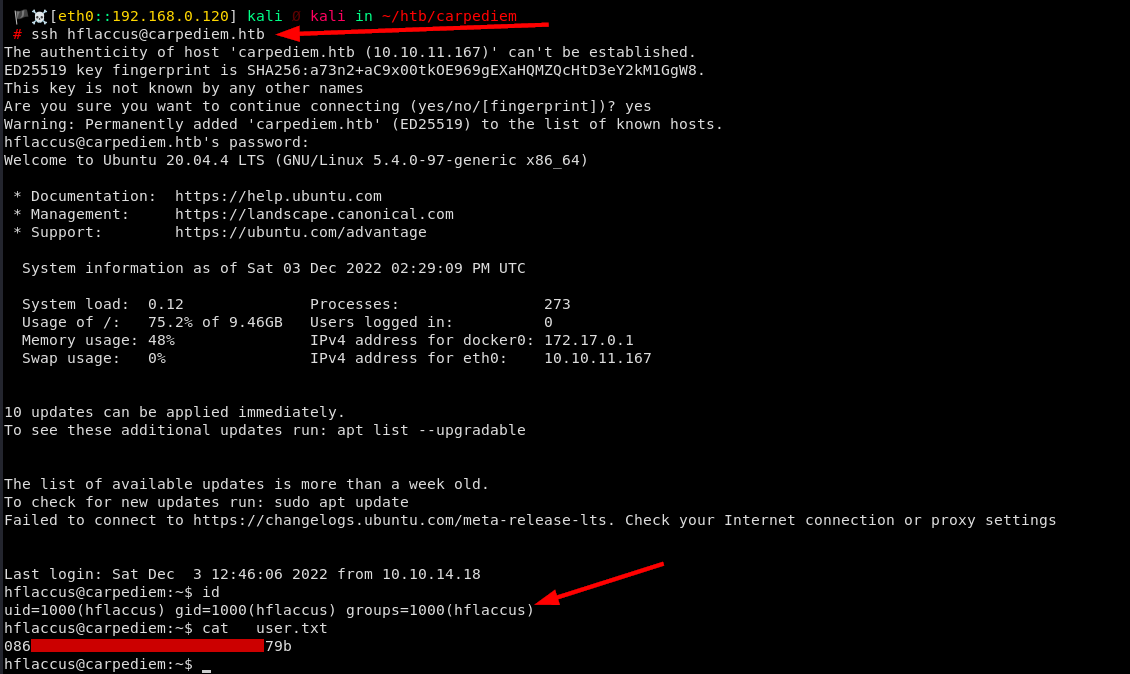 [eth0::192.168.0.120] kali Ø kali in ~/htb/carpediem
# ssh hflaccus@carpediem.htb
The authenticity of host 'carpediem.htb (10.10.11.167)' can't be established.
ED25519 key fingerprint is SHA256:a73n2+aC9x00tkOE969gEXaHQMZQcHtD3eY2kM1GgW8.
This key is not known by any other names
Are you sure you want to continue connecting (yes/no/[fingerprint])? yes
Warning: Permanently added 'carpediem.htb' (ED25519) to the list of known hosts.
hflaccus@carpediem.htb's password:
Welcome to Ubuntu 20.04.4 LTS (GNU/Linux 5.4.0-97-generic x86_64)
* Documentation:  https://help.ubuntu.com
* Management:     https://landscape.canonical.com
* Support:        https://ubuntu.com/advantage
System information as of Sat 03 Dec 2022 02:29:09 PM UTC
System load:  0.12              Processes:                273
Usage of /:   75.2% of 9.46GB   Users logged in:          0
Memory usage: 48%               IPv4 address for docker0: 172.17.0.1
Swap usage:   0%                IPv4 address for eth0:    10.10.11.167
10 updates can be applied immediately.
To see these additional updates run: apt list --upgradable
The list of available updates is more than a week old.
To check for new updates run: sudo apt update
Failed to connect to https://changelogs.ubuntu.com/meta-release-lts. Check your Internet connection or proxy settings
Last login: Sat Dec  3 12:46:06 2022 from 10.10.14.18
hflaccus@carpediem:~$ id
uid=1000(hflaccus) gid=1000(hflaccus) groups=1000(hflaccus)
hflaccus@carpediem:~$ cat   user.txt
086 79b
hflaccus@carpediem:~$